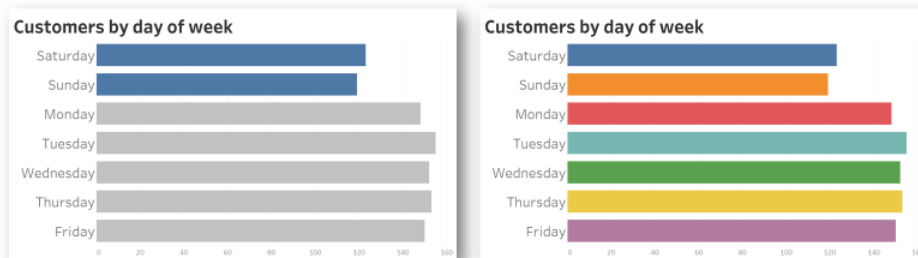 Customers by day of week
Saturday
Sunday
Monday
Tuesday
Wednesday
Thursday
Friday
0 20 40 60 80 100 120 140 160
Customers by day of week
Saturday
Sunday
Monday
Tuesday
Wednesday
Thursday
Friday
0 20 40 60 80 100 120 140